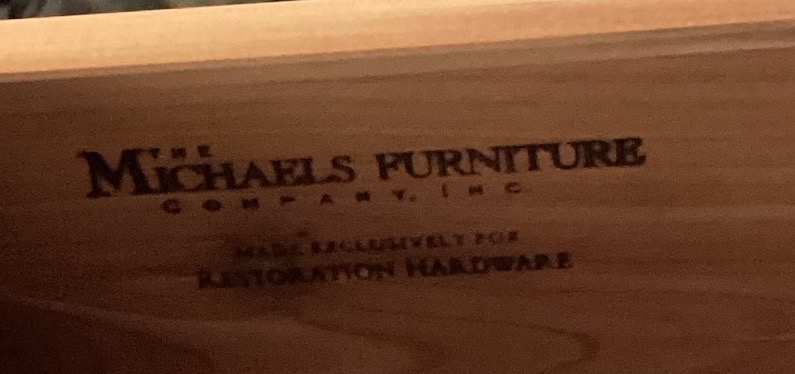 THE
MICHAELS FURNITURE
COMPANY, INC
MADE EXCLUSIVELY FOR
RESTORATION HARDWARE